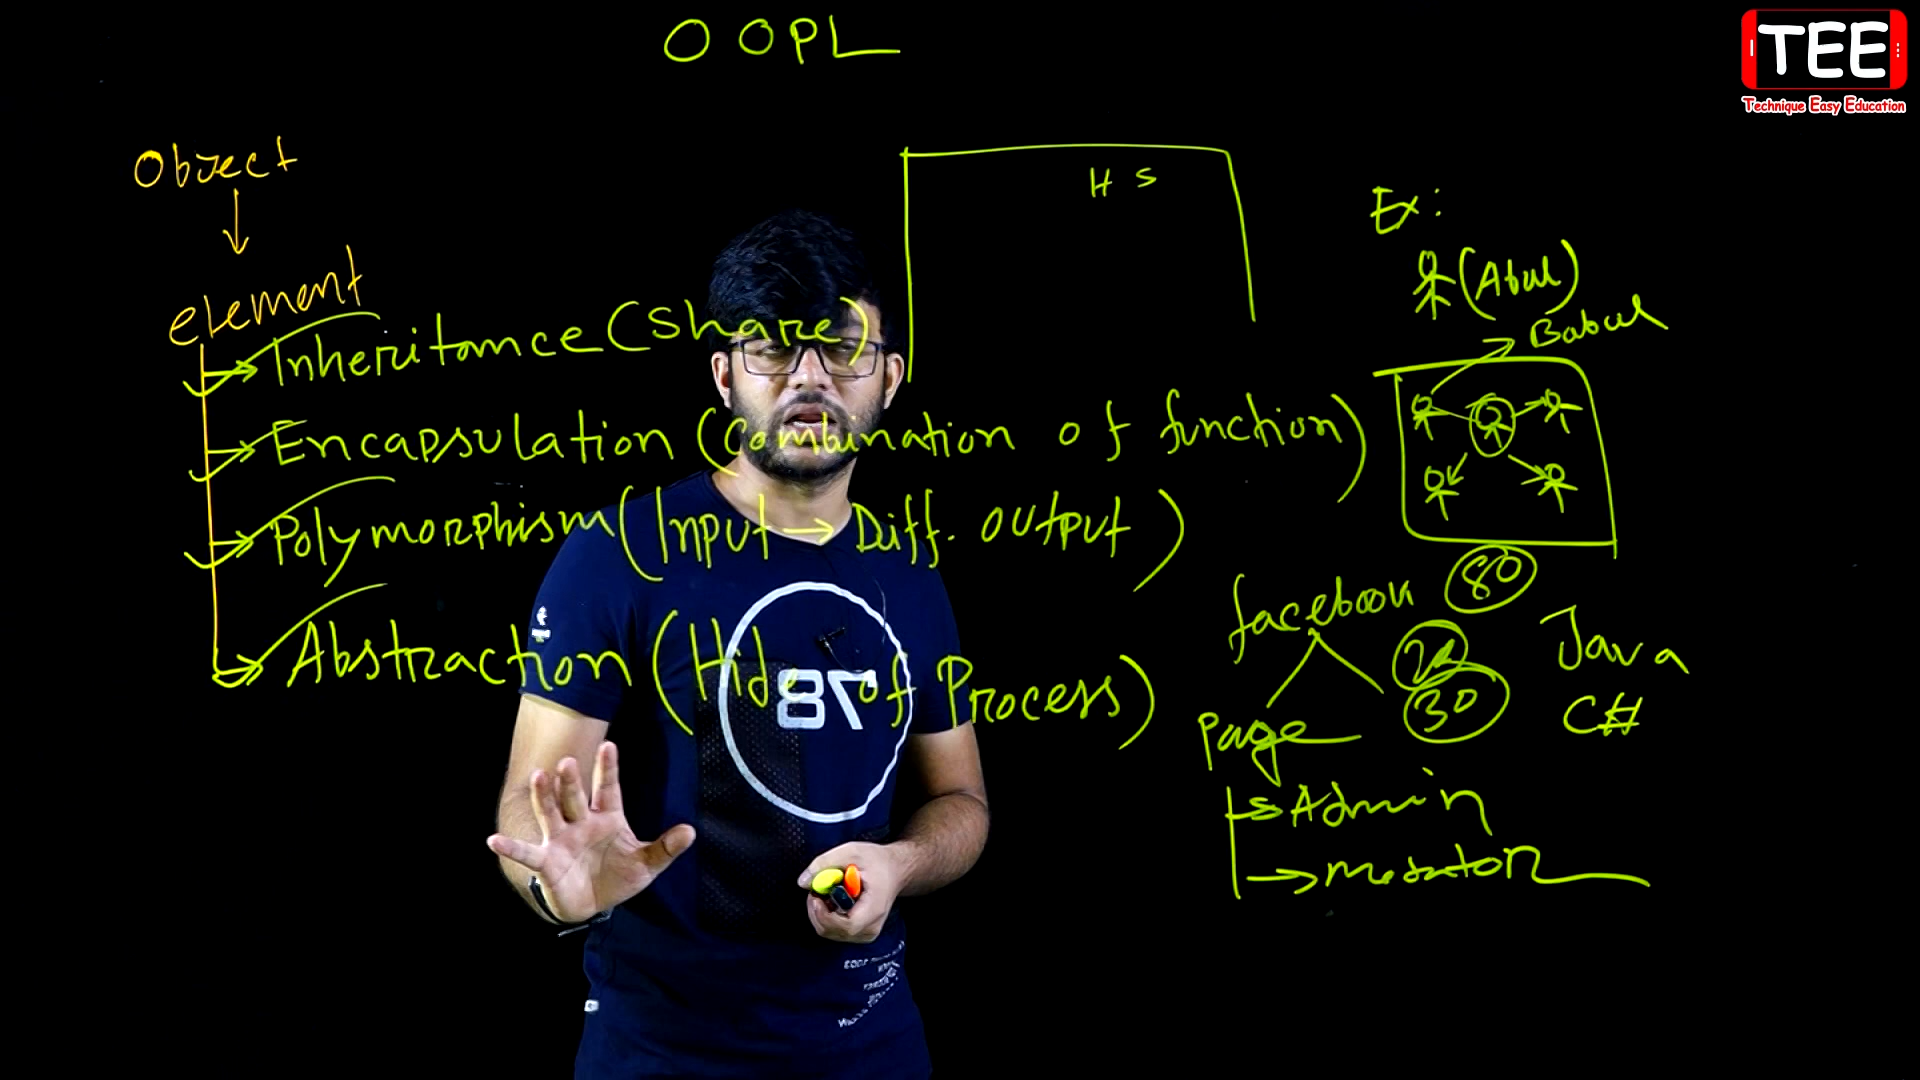 OOPL
TEE
Technique Easy Education
Object
element
Inheritance (Share)
Encapsulation (Combination of function)
Polymorphism (Input → Diff. output)
Abstraction (Hide of Process)
H S
Ex:
(Abul)
Babul
facebook
80
30
Java
C#
page
Admin
78